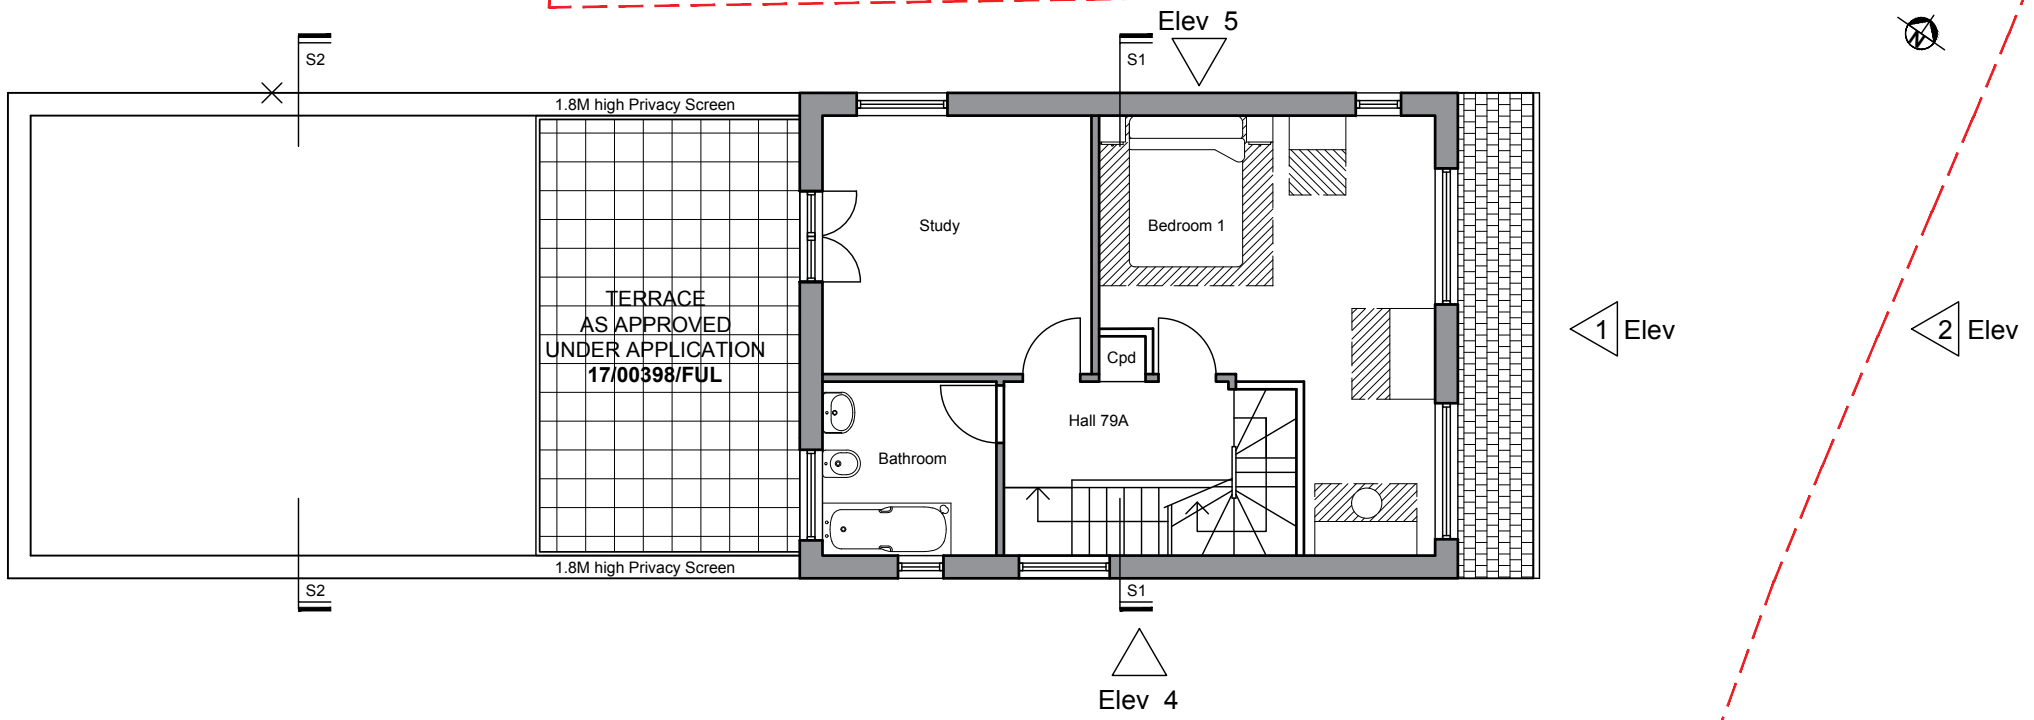 Elev 5
N
S2
S1
1.8M high Privacy Screen
Study
Bedroom 1
TERRACE
AS APPROVED
UNDER APPLICATION
17/00398/FUL
1 Elev
2 Elev
Cpd
Hall 79A
Bathroom
1.8M high Privacy Screen
S2
S1
Elev 4